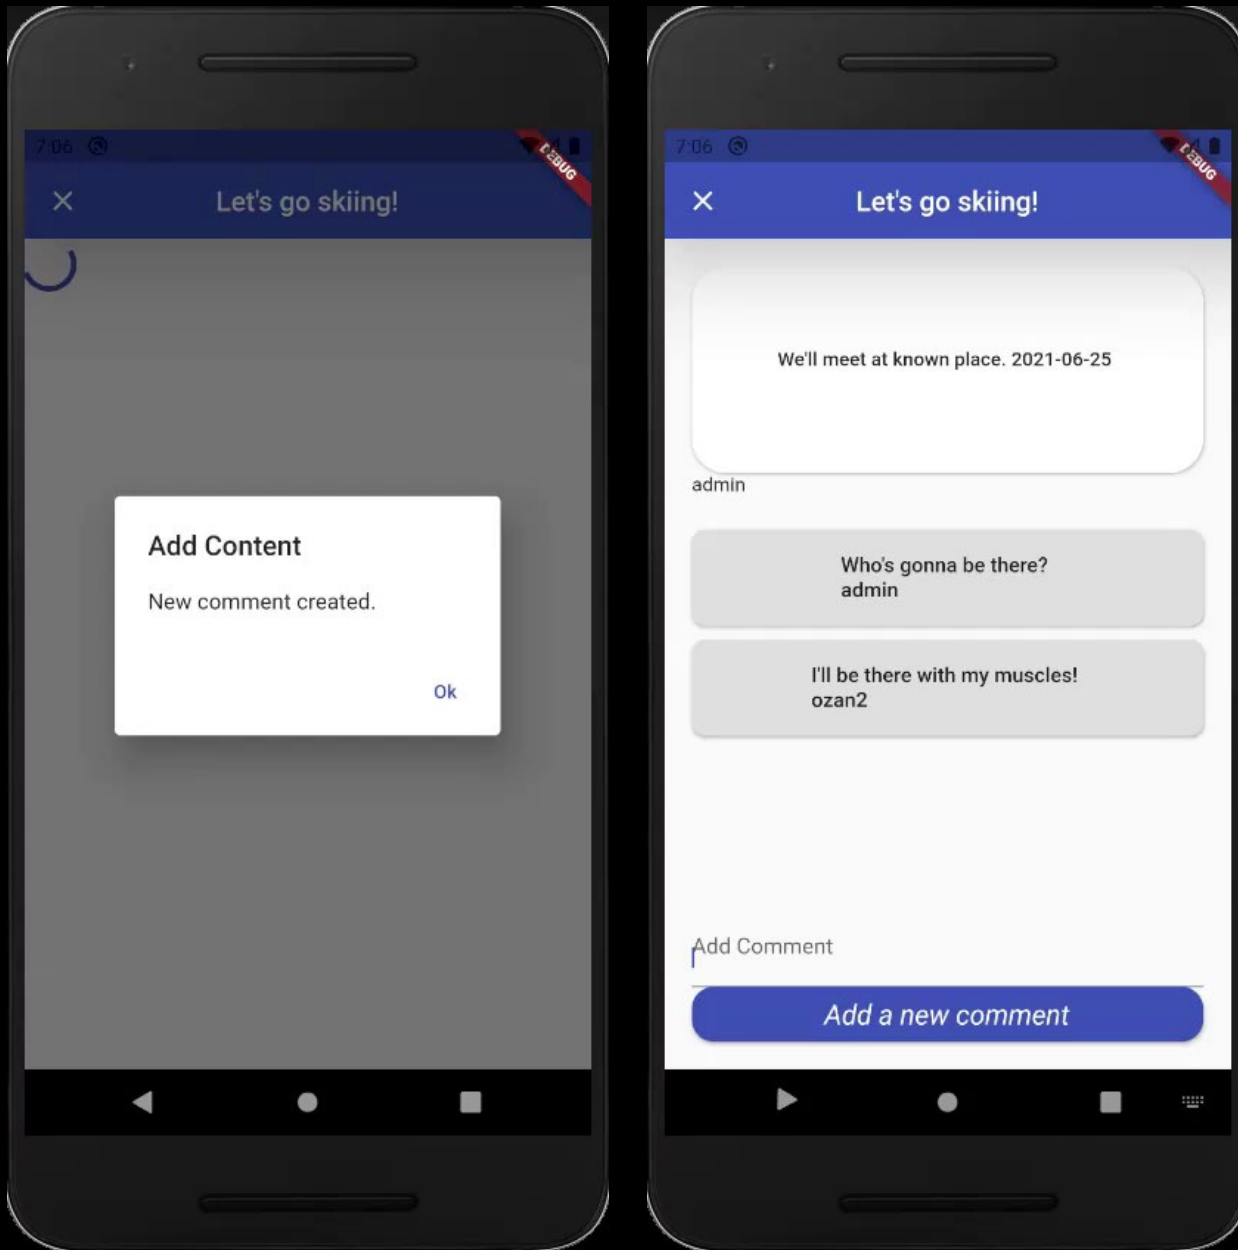 7:06
DEBUG
Let's go skiing!
Add Content
New comment created.
Ok
7:06
DEBUG
Let's go skiing!
We'll meet at known place. 2021-06-25
admin
Who's gonna be there?
admin
I'll be there with my muscles!
ozan2
Add Comment
Add a new comment